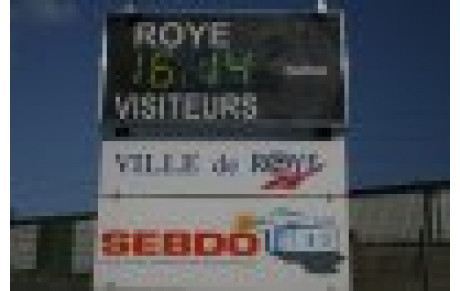 ROYE
16:14
VISITEURS
VILLE de ROYE
SEBDO